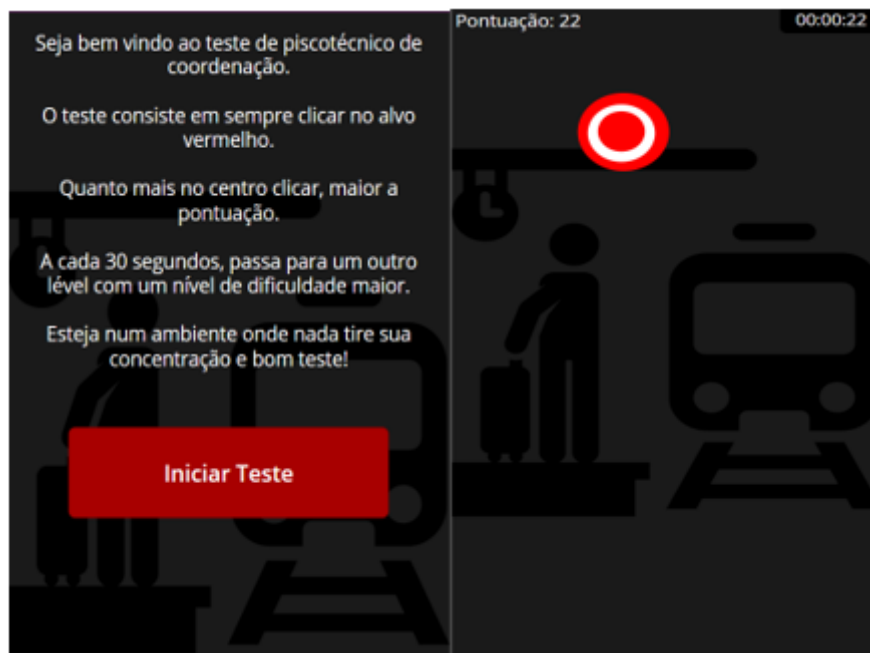 Seja bem vindo ao teste de piscotécnico de
coordenação.
O teste consiste em sempre clicar no alvo
vermelho.
Quanto mais no centro clicar, maior a
pontuação.
A cada 30 segundos, passa para um outro
lével com um nível de dificuldade maior.
Esteja num ambiente onde nada tire sua
concentração e bom teste!
Iniciar Teste
Pontuação: 22
00:00:22